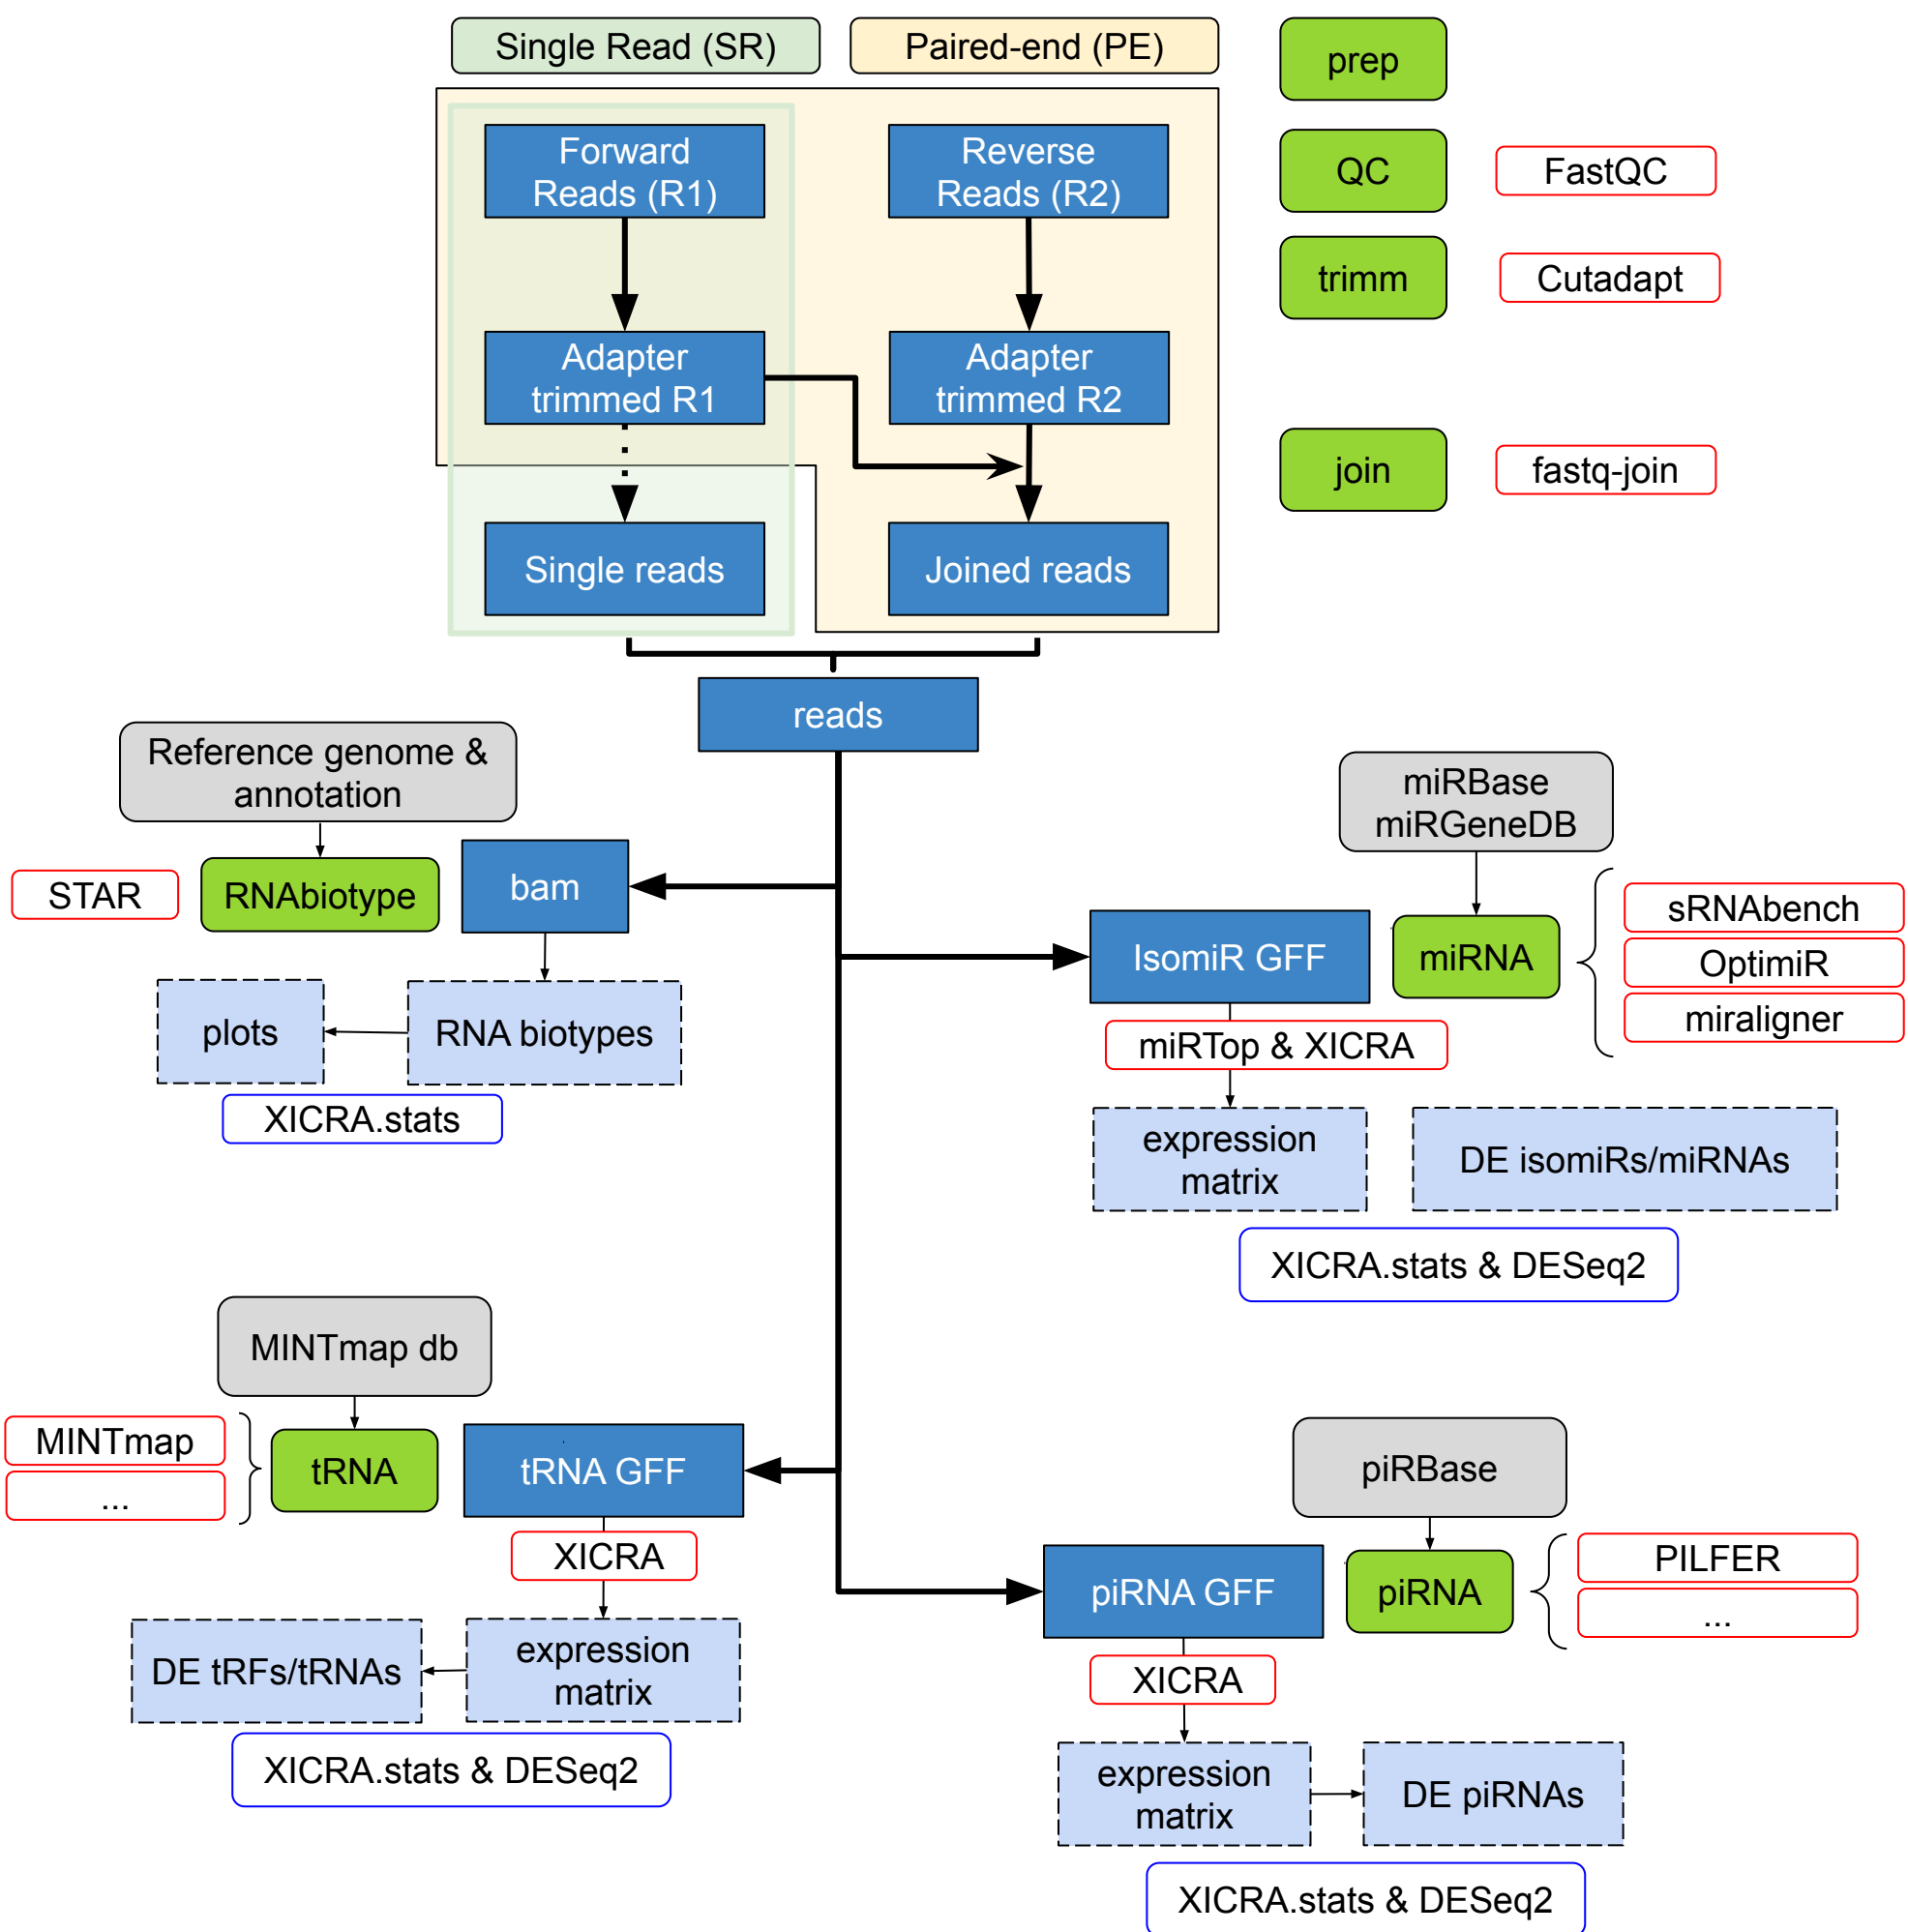 Single Read (SR)
Paired-end (PE)
prep
Forward
Reads (R1)
Reverse
Reads (R2)
QC
FastQC
trimm
Cutadapt
Adapter
trimmed R1
Adapter
trimmed R2
join
fastq-join
Single reads
Joined reads
reads
Reference genome &
annotation
STAR
RNAbiotype
bam
plots
RNA biotypes
XICRA.stats
miRBase
miRGeneDB
IsomiR GFF
miRNA
sRNAbench
OptimiR
miraligner
miRTop & XICRA
expression
matrix
DE isomiRs/miRNAs
XICRA.stats & DESeq2
MINTmap db
MINTmap
...
tRNA
tRNA GFF
XICRA
DE tRFs/tRNAs
expression
matrix
XICRA.stats & DESeq2
piRBase
piRNA GFF
piRNA
PILFER
...
XICRA
expression
matrix
DE piRNAs
XICRA.stats & DESeq2